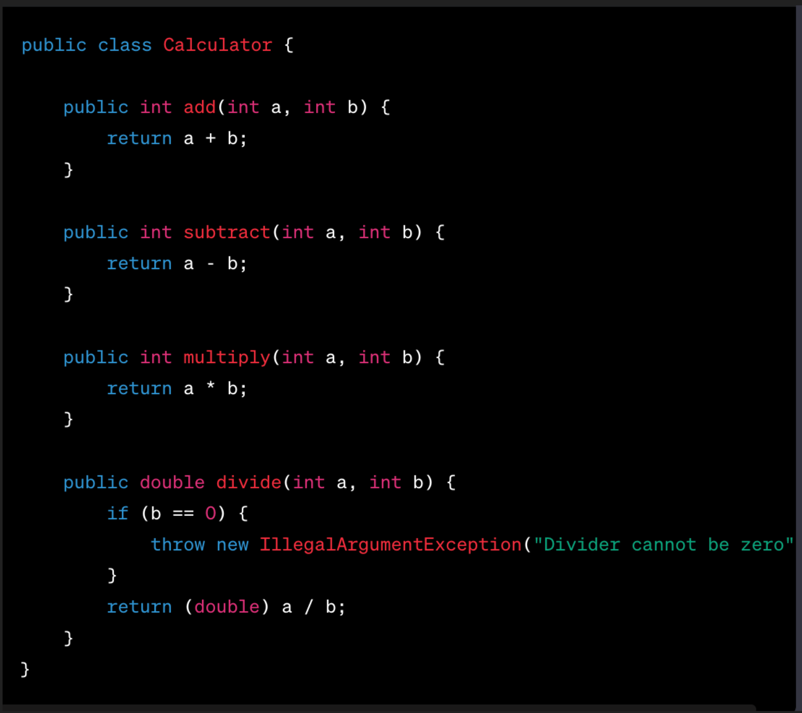 public class Calculator {
public int add(int a, int b) {
return a + b;
}
public int subtract(int a, int b) {
return a - b;
}
public int multiply(int a, int b) {
return a * b;
}
public double divide(int a, int b) {
if (b == 0) {
throw new IllegalArgumentException("Divider cannot be zero"
}
return (double) a / b;
}
}